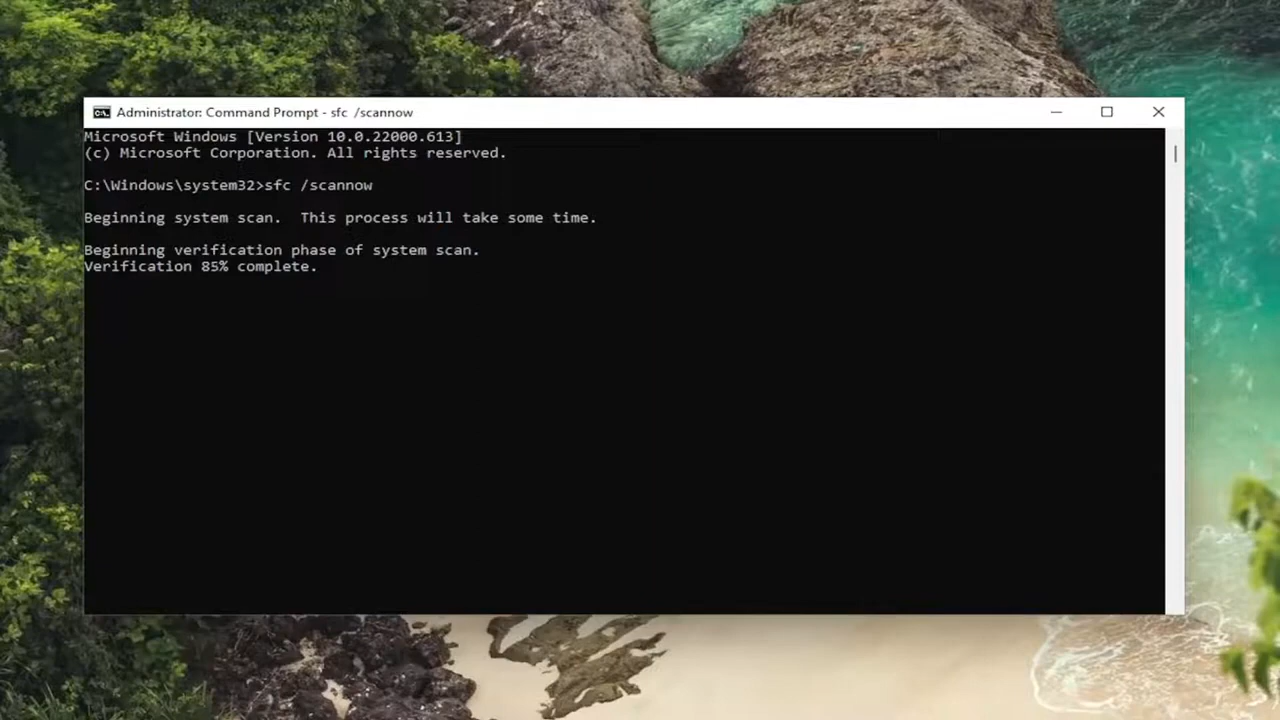 Administrator: Command Prompt - sfc  /scannow
Microsoft Windows [Version 10.0.22000.613]
(c) Microsoft Corporation. All rights reserved.
C:\Windows\system32>sfc /scannow
Beginning system scan.  This process will take some time.
Beginning verification phase of system scan.
Verification 85% complete.